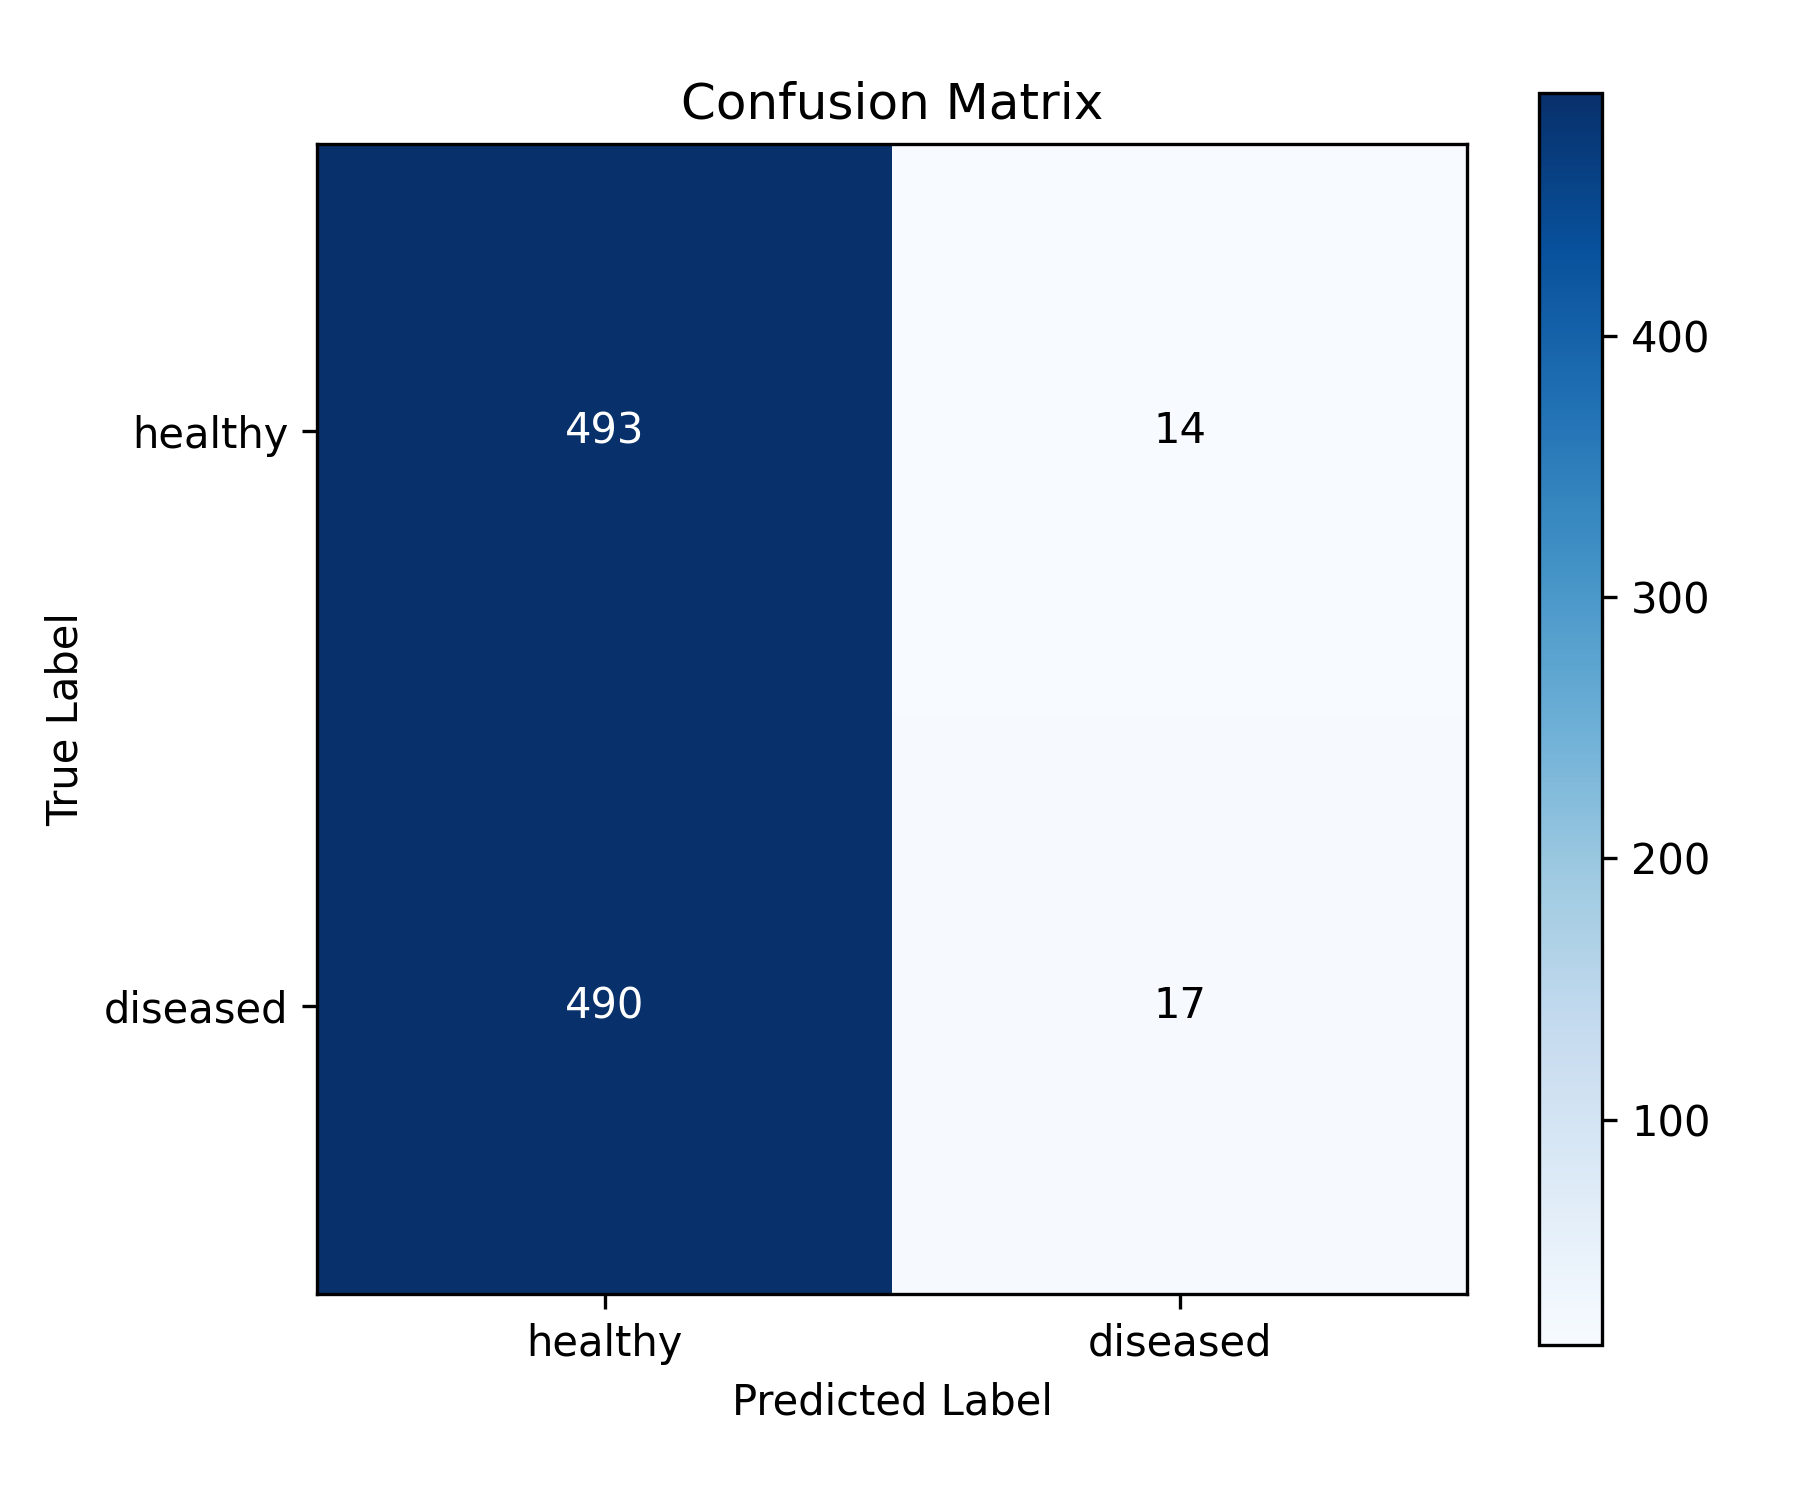 Confusion Matrix
True Label
healthy
diseased
493
14
490
17
healthy
diseased
Predicted Label
400
300
200
100